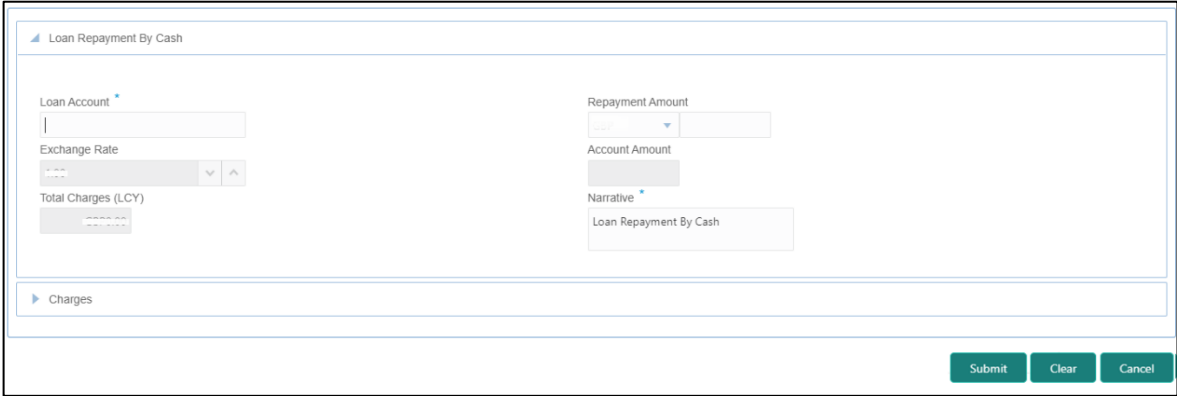 Loan Repayment By Cash
Loan Account *
Repayment Amount
Exchange Rate
Account Amount
Total Charges (LCY)
Narrative *
Loan Repayment By Cash
Charges
Submit Clear Cancel